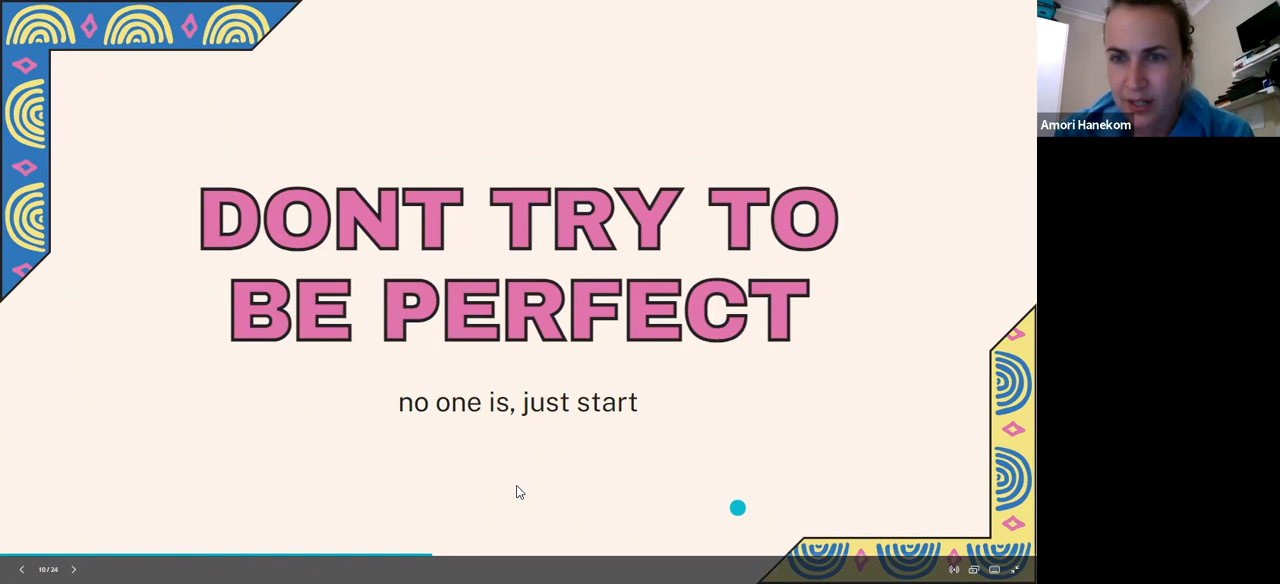 DONT TRY TO
BE PERFECT
no one is, just start
Amori Hanekom
10 / 24